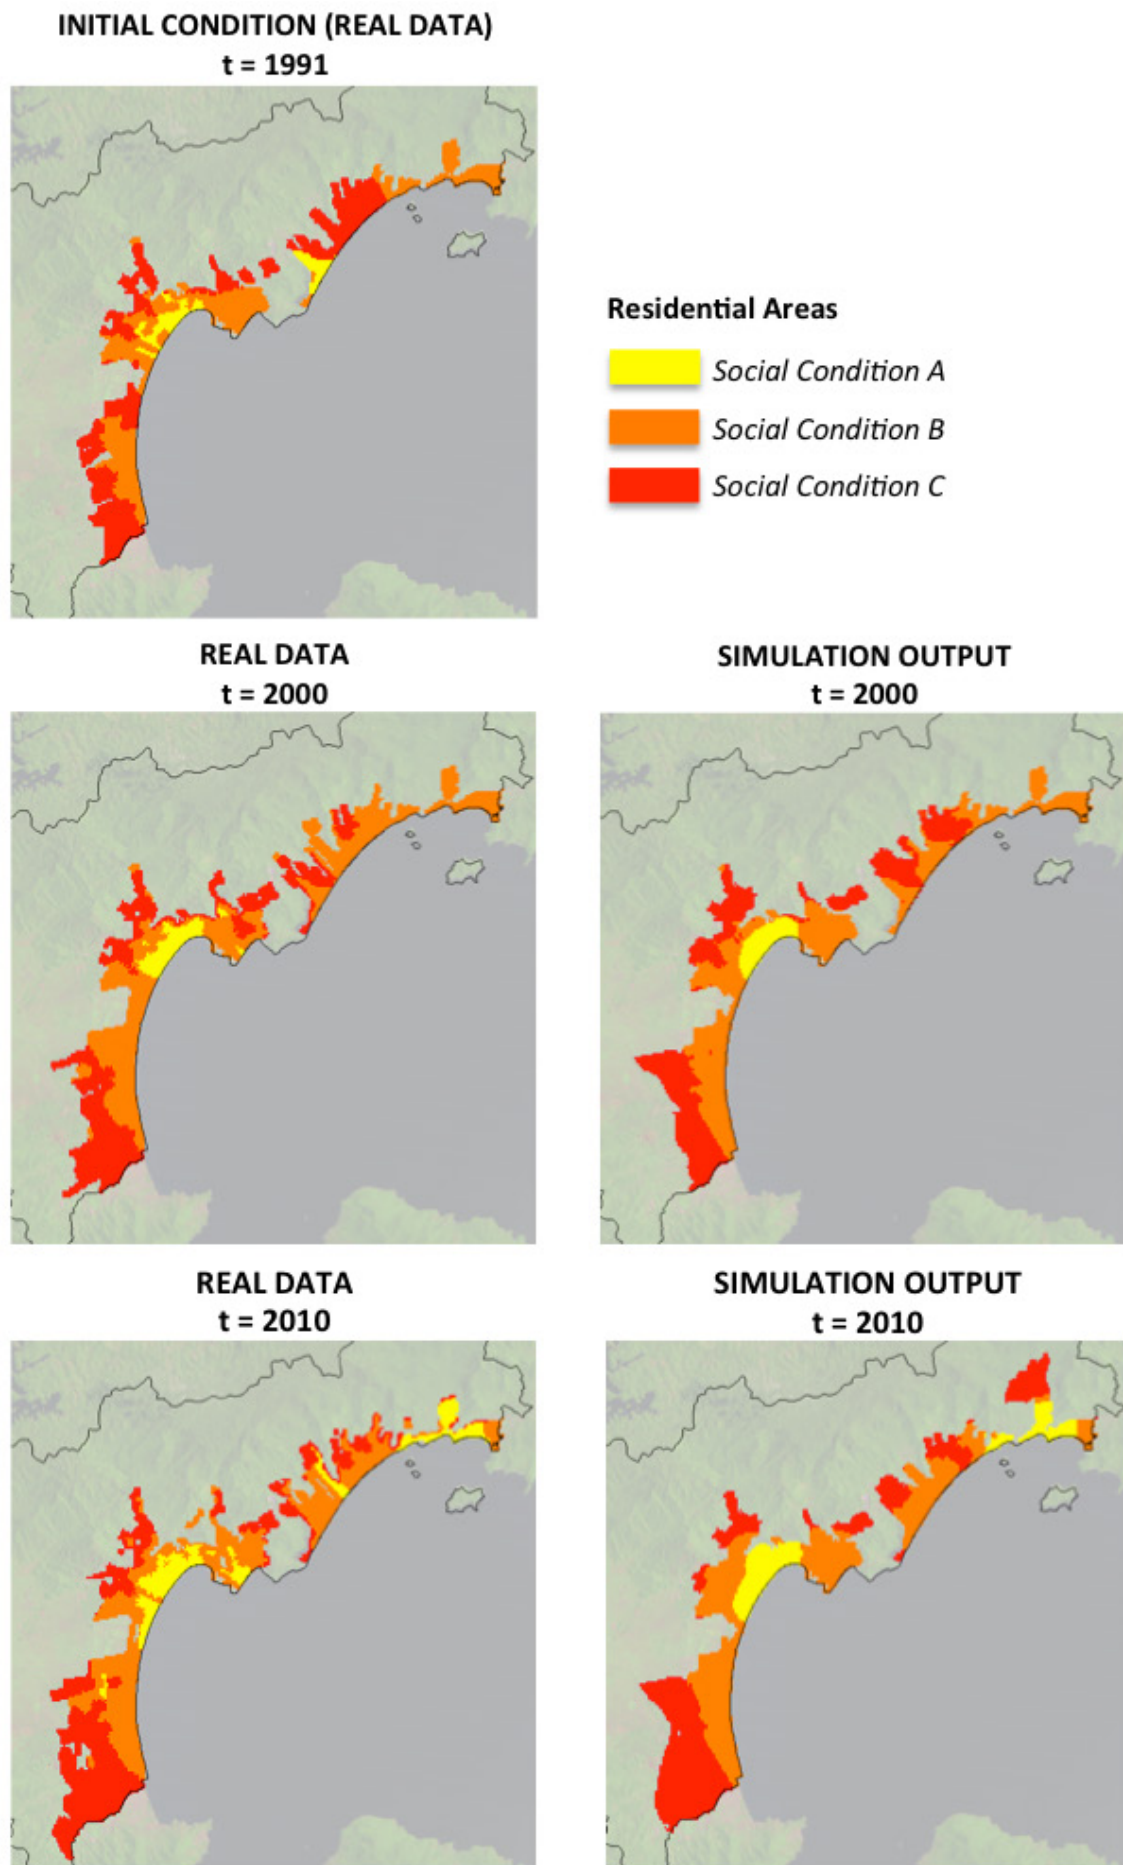 INITIAL CONDITION (REAL DATA)
t = 1991
Residential Areas
Social Condition A
Social Condition B
Social Condition C
REAL DATA
t = 2000
SIMULATION OUTPUT
t = 2000
REAL DATA
t = 2010
SIMULATION OUTPUT
t = 2010